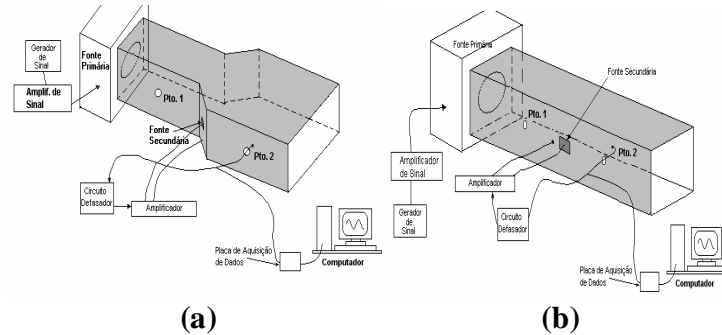 Gerador
de
Sinal
Amplif. de
Sinal
Fonte
Primária
Pto. 1
Fonte
Secundária
Pto. 2
Circuito
Defasador
Amplificador
Placa de Aquisição
de Dados
Computador
(a)
Fonte Primária
Fonte
Secundária
Pto. 1
Pto. 2
Amplificador
de Sinal
Gerador
de Sinal
Amplificador
Circuito
Defasador
Placa de Aquisição
de Dados
Computador
(b)